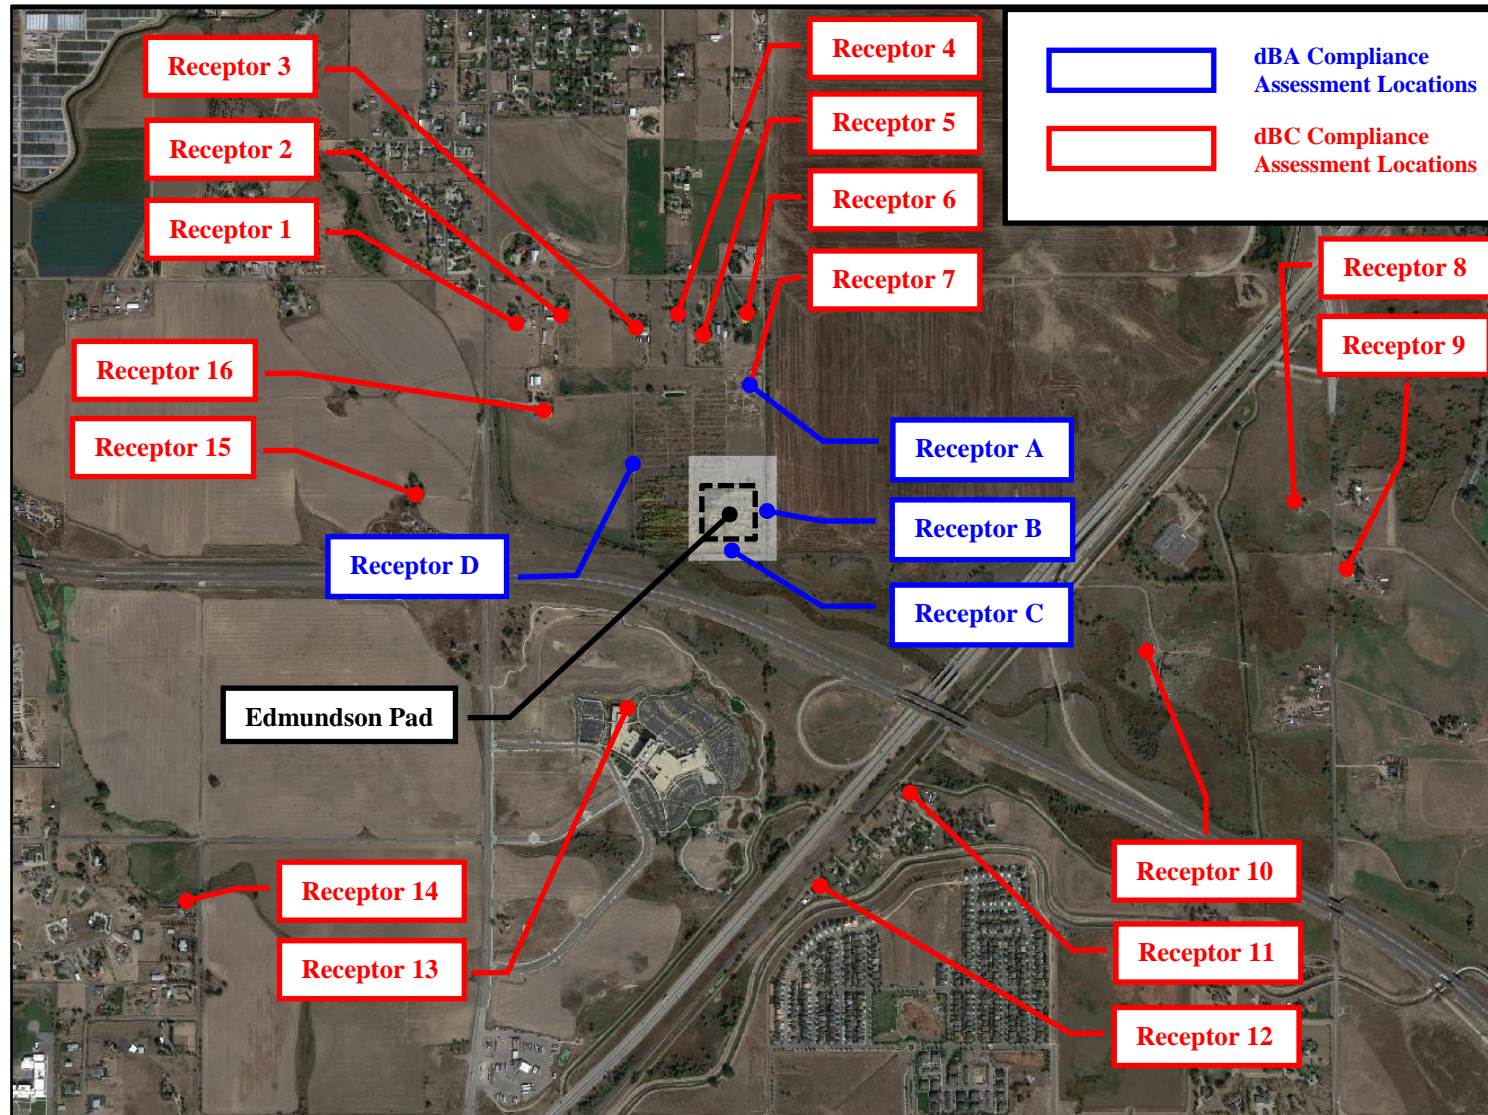 Receptor 3
Receptor 2
Receptor 1
Receptor 4
Receptor 5
Receptor 6
Receptor 7
dBA Compliance
Assessment Locations
dBC Compliance
Assessment Locations
Receptor 8
Receptor 9
Receptor 16
Receptor 15
Receptor A
Receptor B
Receptor D
Receptor C
Edmundson Pad
Receptor 14
Receptor 13
Receptor 10
Receptor 11
Receptor 12